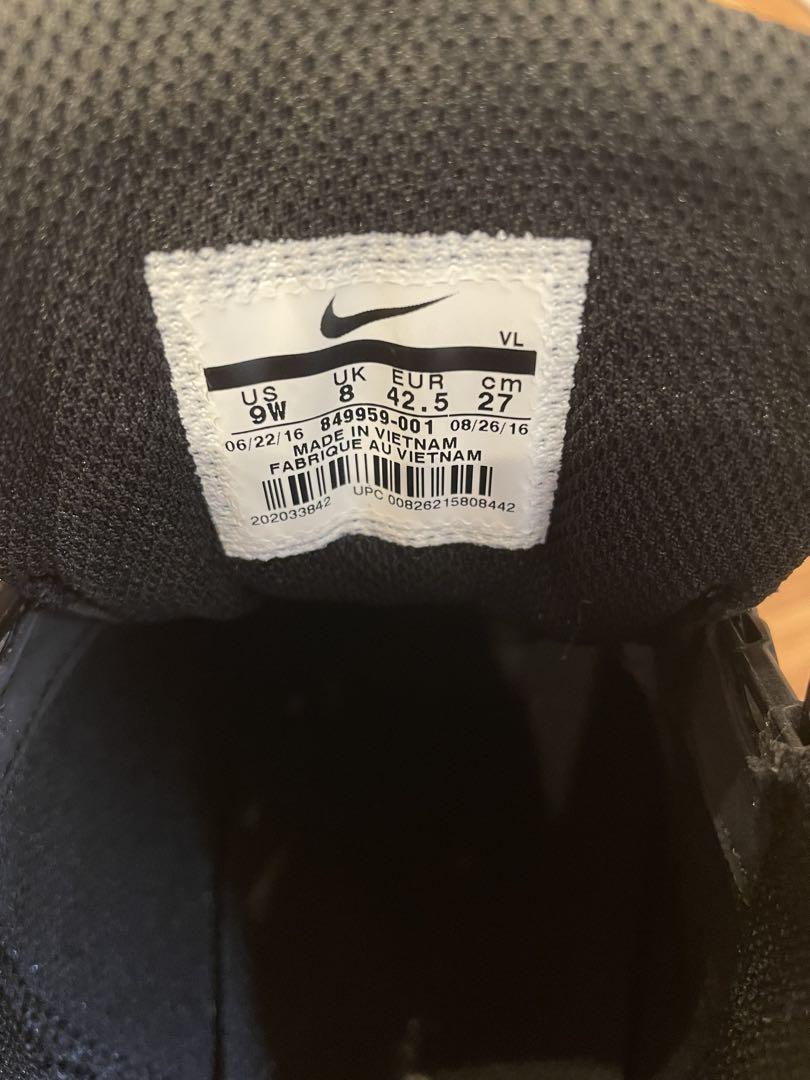 VL
US UK EUR cm
9W 8 42.5 27
06/22/16 849959-001 08/26/16
MADE IN VIETNAM
FABRIQUE AU VIETNAM
202033842 UPC 00826215808442